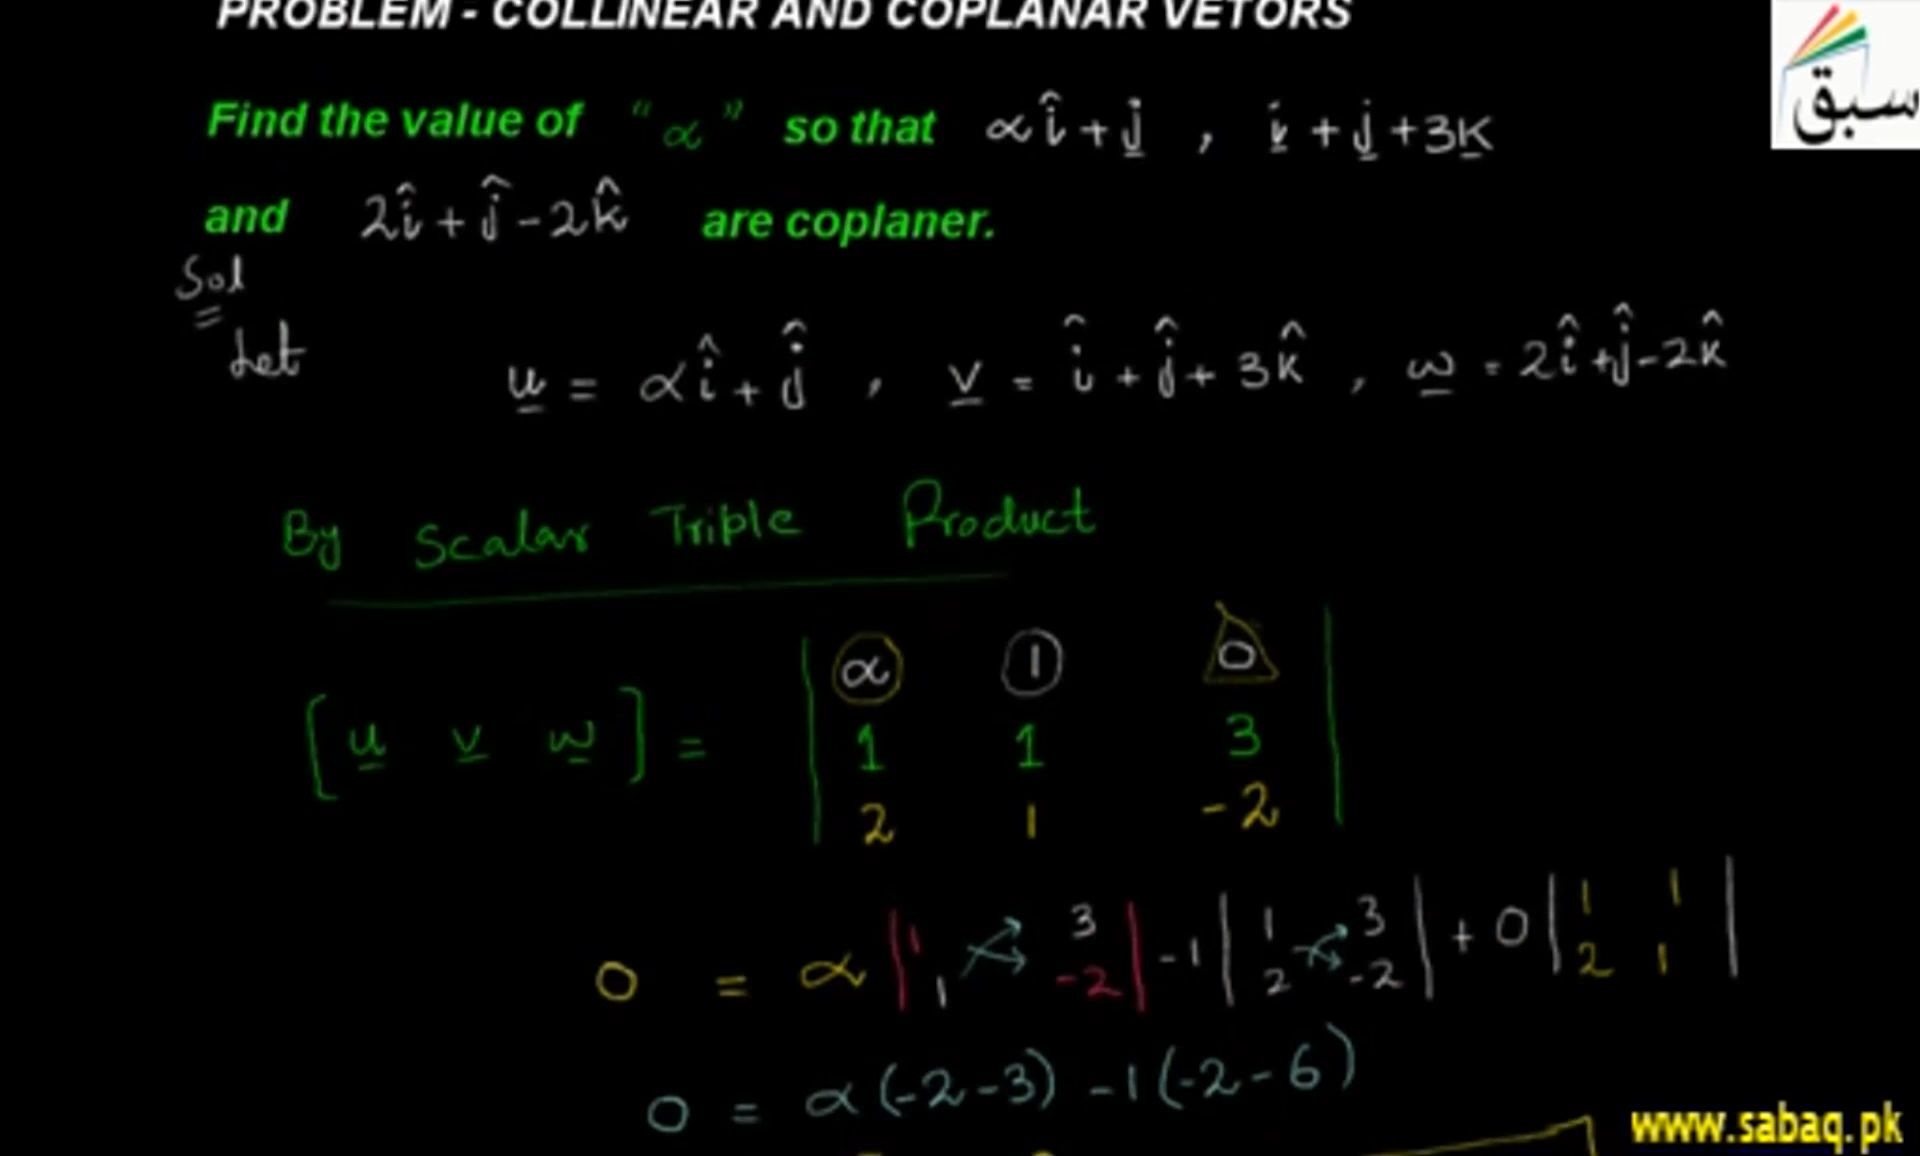 PROBLEM - COLLINEAR AND COPLANAR VETORS
سبق
Find the value of "α" so that αî + j , i + j + 3k
and 2î + ĵ - 2k̂ are coplaner.
Sol
Let u = αî + ĵ , v = î + ĵ + 3k̂ , w = 2î + ĵ - 2k̂
By Scalar Triple Product
[u v w] = | α 1 0 |
1 1 3
2 1 -2
0 = α | 1 3 | - 1 | 1 3 | + 0 | 1 1 |
1 -2 2 -2 2 1
0 = α(-2-3) - 1(-2-6)
www.sabaq.pk